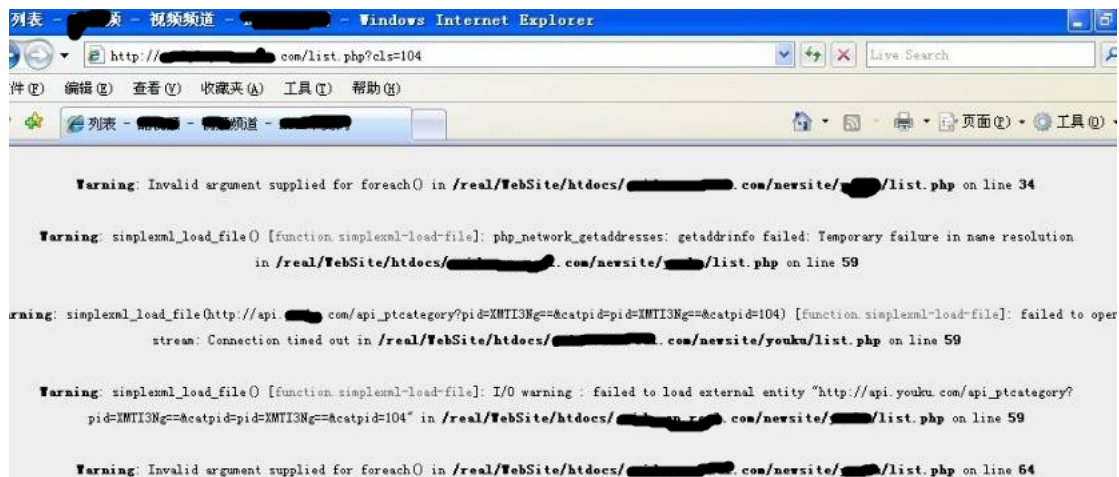 列表 - 频 - 视频频道 - - Windows Internet Explorer
http:// com/list.php?cls=104 Live Search
件(F) 编辑(E) 查看(V) 收藏夹(A) 工具(T) 帮助(H)
列表 - - 频道 - 页面(P) 工具(O)
Warning: Invalid argument supplied for foreach() in /real/WebSite/htdocs/ .com/newsite/y /list.php on line 34
Warning: simplexml_load_file() [function.simplexml-load-file]: php_network_getaddresses: getaddrinfo failed: Temporary failure in name resolution
in /real/WebSite/htdocs/ .com/newsite/y /list.php on line 59
rning: simplexml_load_file(http://api. com/api_ptcategory?pid=XMTI3Ng==&catpid=pid=XMTI3Ng==&catpid=104) [function.simplexml-load-file]: failed to open
stream: Connection timed out in /real/WebSite/htdocs/ .com/newsite/youku/list.php on line 59
Warning: simplexml_load_file() [function.simplexml-load-file]: I/O warning : failed to load external entity "http://api.youku.com/api_ptcategory?
pid=XMTI3Ng==&catpid=pid=XMTI3Ng==&catpid=104" in /real/WebSite/htdocs/ .com/newsite/ /list.php on line 59
Warning: Invalid argument supplied for foreach() in /real/WebSite/htdocs/ .com/newsite/ /list.php on line 64